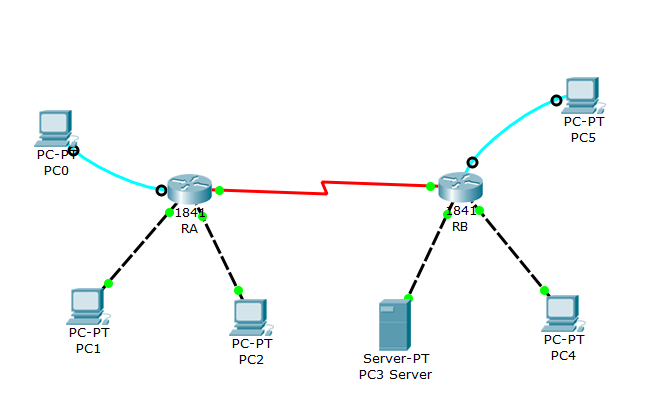 PC-PT
PC5
PC-PT
PC0
1841
RA
1841
RB
PC-PT
PC1
PC-PT
PC2
Server-PT
PC3 Server
PC-PT
PC4